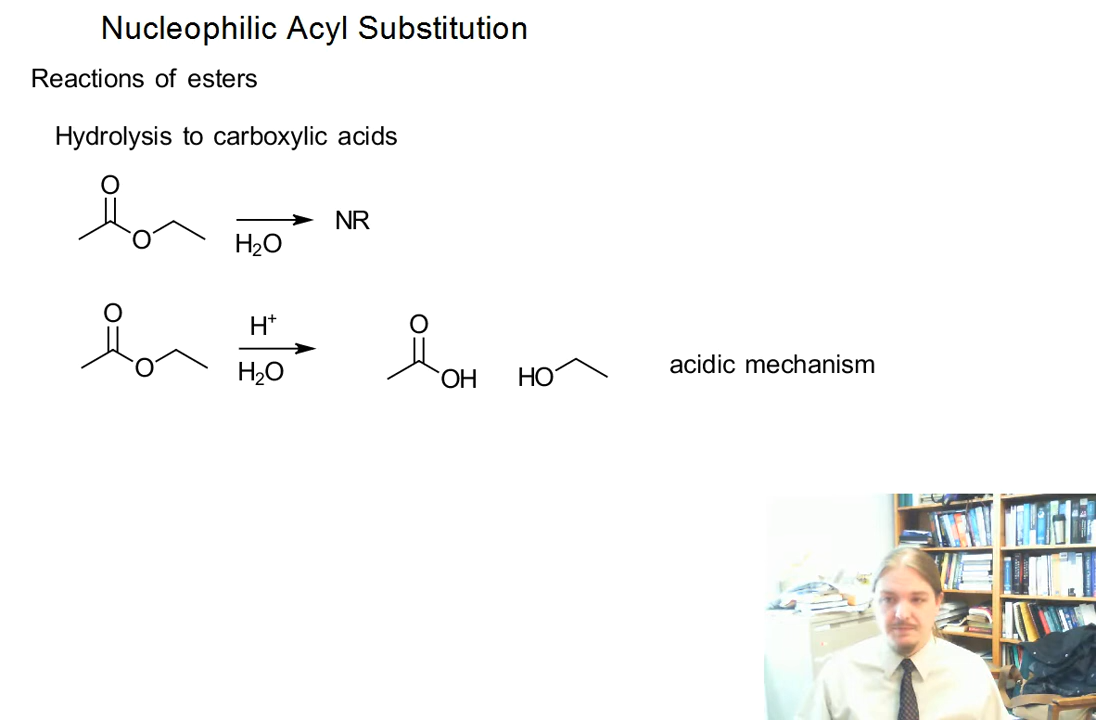 Nucleophilic Acyl Substitution
Reactions of esters
Hydrolysis to carboxylic acids
O
O
H₂O
NR
O
O
H⁺
H₂O
O
OH
HO
acidic mechanism